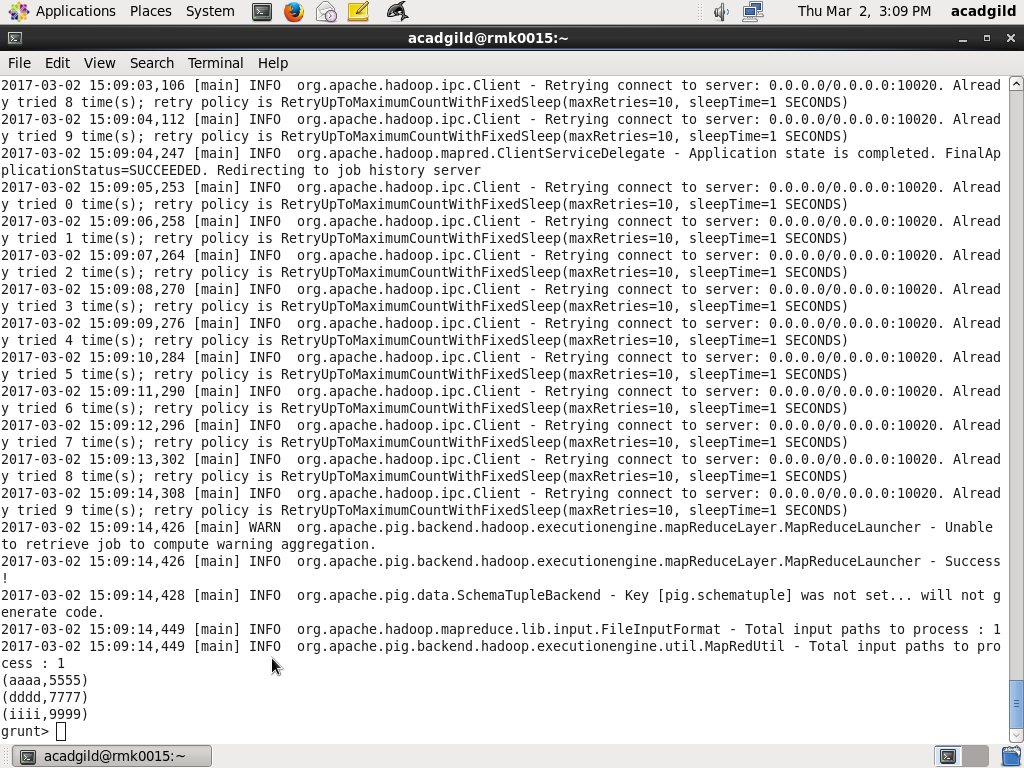 Applications Places System Thu Mar 2, 3:09 PM acadgild
acadgild@rmk0015:~
File Edit View Search Terminal Help
2017-03-02 15:09:03,106 [main] INFO  org.apache.hadoop.ipc.Client - Retrying connect to server: 0.0.0.0/0.0.0.0:10020. Alread
y tried 8 time(s); retry policy is RetryUpToMaximumCountWithFixedSleep(maxRetries=10, sleepTime=1 SECONDS)
2017-03-02 15:09:04,112 [main] INFO  org.apache.hadoop.ipc.Client - Retrying connect to server: 0.0.0.0/0.0.0.0:10020. Alread
y tried 9 time(s); retry policy is RetryUpToMaximumCountWithFixedSleep(maxRetries=10, sleepTime=1 SECONDS)
2017-03-02 15:09:04,247 [main] INFO  org.apache.hadoop.mapred.ClientServiceDelegate - Application state is completed. FinalAp
plicationStatus=SUCCEEDED. Redirecting to job history server
2017-03-02 15:09:05,253 [main] INFO  org.apache.hadoop.ipc.Client - Retrying connect to server: 0.0.0.0/0.0.0.0:10020. Alread
y tried 0 time(s); retry policy is RetryUpToMaximumCountWithFixedSleep(maxRetries=10, sleepTime=1 SECONDS)
2017-03-02 15:09:06,258 [main] INFO  org.apache.hadoop.ipc.Client - Retrying connect to server: 0.0.0.0/0.0.0.0:10020. Alread
y tried 1 time(s); retry policy is RetryUpToMaximumCountWithFixedSleep(maxRetries=10, sleepTime=1 SECONDS)
2017-03-02 15:09:07,264 [main] INFO  org.apache.hadoop.ipc.Client - Retrying connect to server: 0.0.0.0/0.0.0.0:10020. Alread
y tried 2 time(s); retry policy is RetryUpToMaximumCountWithFixedSleep(maxRetries=10, sleepTime=1 SECONDS)
2017-03-02 15:09:08,270 [main] INFO  org.apache.hadoop.ipc.Client - Retrying connect to server: 0.0.0.0/0.0.0.0:10020. Alread
y tried 3 time(s); retry policy is RetryUpToMaximumCountWithFixedSleep(maxRetries=10, sleepTime=1 SECONDS)
2017-03-02 15:09:09,276 [main] INFO  org.apache.hadoop.ipc.Client - Retrying connect to server: 0.0.0.0/0.0.0.0:10020. Alread
y tried 4 time(s); retry policy is RetryUpToMaximumCountWithFixedSleep(maxRetries=10, sleepTime=1 SECONDS)
2017-03-02 15:09:10,284 [main] INFO  org.apache.hadoop.ipc.Client - Retrying connect to server: 0.0.0.0/0.0.0.0:10020. Alread
y tried 5 time(s); retry policy is RetryUpToMaximumCountWithFixedSleep(maxRetries=10, sleepTime=1 SECONDS)
2017-03-02 15:09:11,290 [main] INFO  org.apache.hadoop.ipc.Client - Retrying connect to server: 0.0.0.0/0.0.0.0:10020. Alread
y tried 6 time(s); retry policy is RetryUpToMaximumCountWithFixedSleep(maxRetries=10, sleepTime=1 SECONDS)
2017-03-02 15:09:12,296 [main] INFO  org.apache.hadoop.ipc.Client - Retrying connect to server: 0.0.0.0/0.0.0.0:10020. Alread
y tried 7 time(s); retry policy is RetryUpToMaximumCountWithFixedSleep(maxRetries=10, sleepTime=1 SECONDS)
2017-03-02 15:09:13,302 [main] INFO  org.apache.hadoop.ipc.Client - Retrying connect to server: 0.0.0.0/0.0.0.0:10020. Alread
y tried 8 time(s); retry policy is RetryUpToMaximumCountWithFixedSleep(maxRetries=10, sleepTime=1 SECONDS)
2017-03-02 15:09:14,308 [main] INFO  org.apache.hadoop.ipc.Client - Retrying connect to server: 0.0.0.0/0.0.0.0:10020. Alread
y tried 9 time(s); retry policy is RetryUpToMaximumCountWithFixedSleep(maxRetries=10, sleepTime=1 SECONDS)
2017-03-02 15:09:14,426 [main] WARN  org.apache.pig.backend.hadoop.executionengine.mapReduceLayer.MapReduceLauncher - Unable
to retrieve job to compute warning aggregation.
2017-03-02 15:09:14,426 [main] INFO  org.apache.pig.backend.hadoop.executionengine.mapReduceLayer.MapReduceLauncher - Success
!
2017-03-02 15:09:14,428 [main] INFO  org.apache.pig.data.SchemaTupleBackend - Key [pig.schematuple] was not set... will not g
enerate code.
2017-03-02 15:09:14,449 [main] INFO  org.apache.hadoop.mapreduce.lib.input.FileInputFormat - Total input paths to process : 1
2017-03-02 15:09:14,449 [main] INFO  org.apache.pig.backend.hadoop.executionengine.util.MapRedUtil - Total input paths to pro
cess : 1
(aaaa,5555)
(dddd,7777)
(iiii,9999)
grunt>
acadgild@rmk0015:~